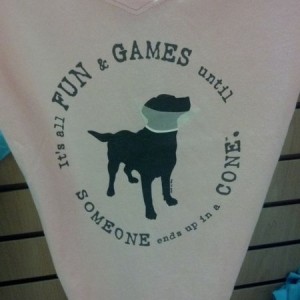 It's all FUN & GAMES until
SOMEONE ends up in a CONE.